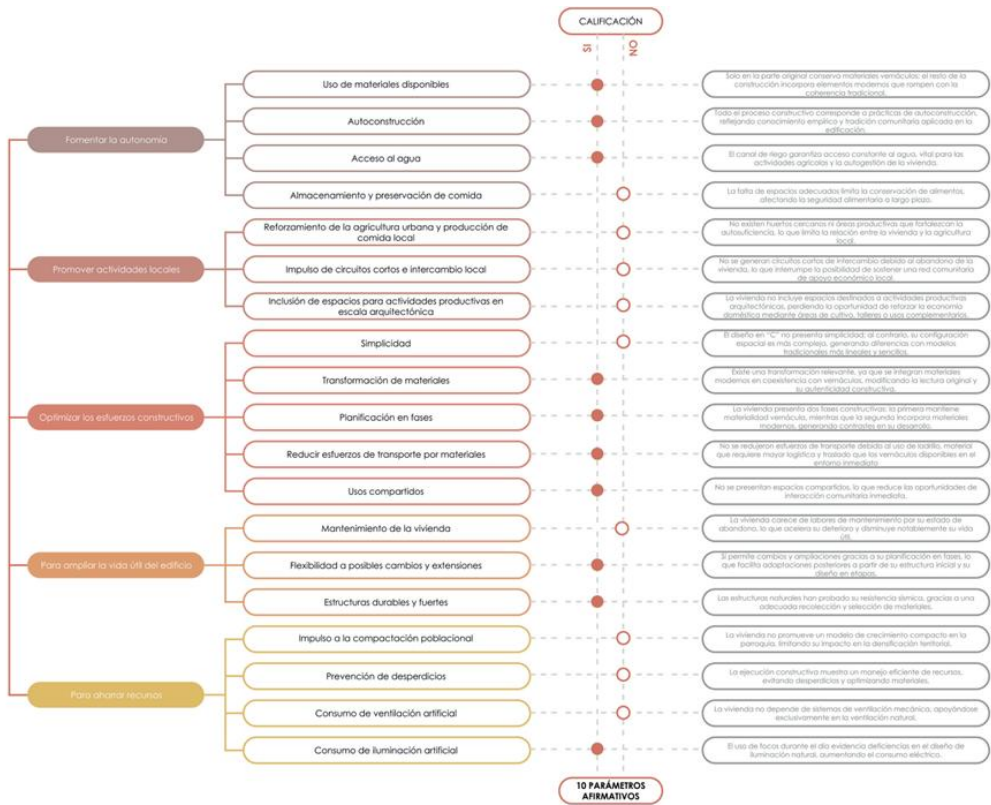 CALIFICACIÓN
SI
NO
Fomentar la autonomía
Uso de materiales disponibles
Solo en la parte original conserva materiales vernáculos; el resto de la
construcción incorpora elementos modernos que rompen con la
coherencia tradicional.
Autoconstrucción
Todo el proceso constructivo corresponde a prácticas de autoconstrucción,
reflejando conocimiento empírico y tradición comunitaria aplicada en la
edificación.
Acceso al agua
El canal de riego garantiza acceso constante al agua, vital para las
actividades agrícolas y la autogestión de la vivienda.
Almacenamiento y preservación de comida
La falta de espacios adecuados limita la conservación de alimentos,
afectando la seguridad alimentaria a largo plazo.
Promover actividades locales
Reforzamiento de la agricultura urbana y producción de
comida local
No existen huertos cercanos ni áreas productivas que fortalezcan la
autosuficiencia, lo que limita la relación entre la vivienda y la agricultura
local.
Impulso de circuitos cortos e intercambio local
No se generan circuitos cortos de intercambio debido al abandono de la
vivienda, lo que interrumpe la posibilidad de sostener una red comunitaria
de apoyo económico local.
Inclusión de espacios para actividades productivas en
escala arquitectónica
La vivienda no incluye espacios destinados a actividades productivas
arquitectónicas, perdiendo la oportunidad de reforzar la economía
doméstica mediante áreas de cultivo, talleres o usos complementarios.
Optimizar los esfuerzos constructivos
Simplicidad
El diseño en "C" no presenta simplicidad; al contrario, su configuración
espacial es más compleja, generando diferencias con modelos
tradicionales más lineales y sencillos.
Transformación de materiales
Existe una transformación relevante, ya que se integran materiales
modernos en coexistencia con vernáculos, modificando la lectura original y
su autenticidad constructiva.
Planificación en fases
La vivienda presenta dos fases constructivas: la primera mantiene
materialidad vernácula, mientras que la segunda incorpora materiales
modernos, generando contrastes en su desarrollo.
Reducir esfuerzos de transporte por materiales
No se redujeron esfuerzos de transporte debido al uso de ladrillo, material
que requiere mayor logística y traslado que los vernáculos disponibles en el
entorno inmediato
Usos compartidos
No se presentan espacios compartidos, lo que reduce las oportunidades de
interacción comunitaria inmediata.
Para ampliar la vida útil del edificio
Mantenimiento de la vivienda
La vivienda carece de labores de mantenimiento por su estado de
abandono, lo que acelera su deterioro y disminuye notablemente su vida
útil.
Flexibilidad a posibles cambios y extensiones
Si permite cambios y ampliaciones gracias a su planificación en fases, lo
que facilita adaptaciones posteriores a partir de su estructura inicial y su
diseño en etapas.
Estructuras durables y fuertes
Las estructuras naturales han probado su resistencia sísmica, gracias a una
adecuada recolección y selección de materiales.
Para ahorrar recursos
Impulso a la compactación poblacional
La vivienda no promueve un modelo de crecimiento compacto en la
parroquia, limitando su impacto en la densificación territorial.
Prevención de desperdicios
La ejecución constructiva muestra un manejo eficiente de recursos,
evitando desperdicios y optimizando materiales.
Consumo de ventilación artificial
La vivienda no depende de sistemas de ventilación mecánica, apoyándose
exclusivamente en la ventilación natural.
Consumo de iluminación artificial
El uso de focos durante el día evidencia deficiencias en el diseño de
iluminación natural, aumentando el consumo eléctrico.
10 PARÁMETROS
AFIRMATIVOS